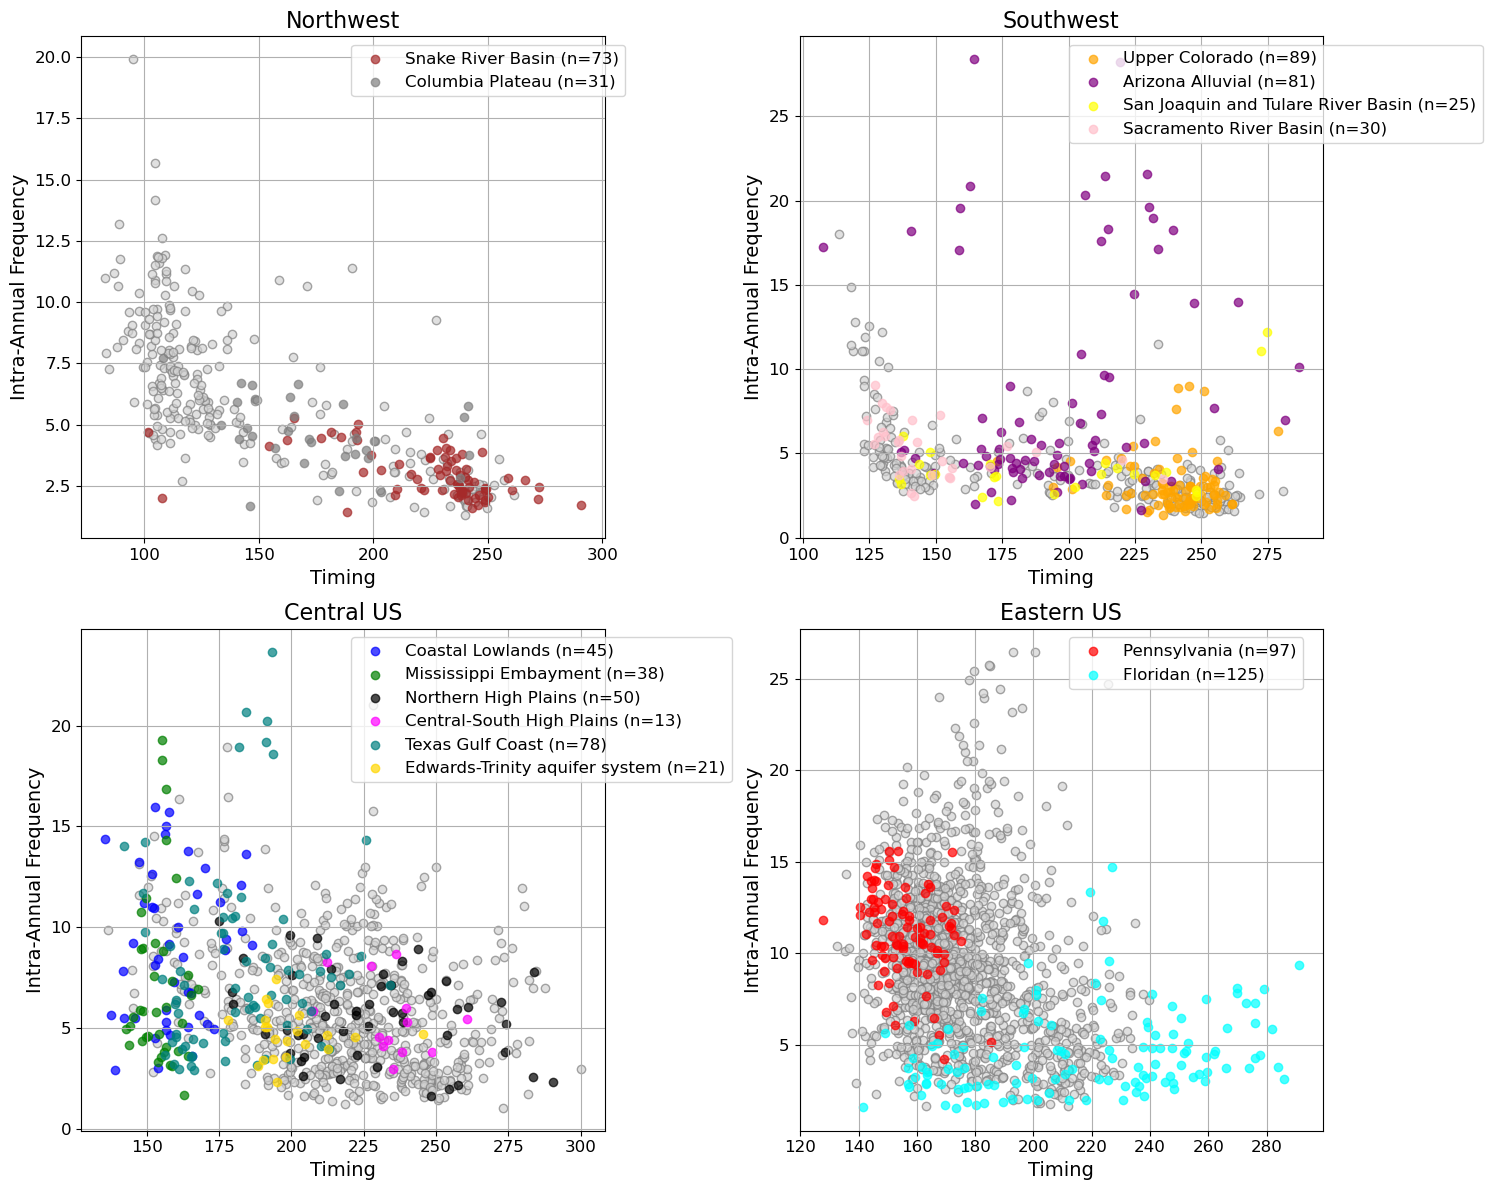 Northwest
Intra-Annual Frequency
20.0
17.5
15.0
12.5
10.0
7.5
5.0
2.5
Snake River Basin (n=73)
Columbia Plateau (n=31)
100
150
200
250
300
Timing
Southwest
Intra-Annual Frequency
25
20
15
10
5
0
Upper Colorado (n=89)
Arizona Alluvial (n=81)
San Joaquin and Tulare River Basin (n=25)
Sacramento River Basin (n=30)
100
125
150
175
200
225
250
275
Timing
Central US
Intra-Annual Frequency
20
15
10
5
0
Coastal Lowlands (n=45)
Mississippi Embayment (n=38)
Northern High Plains (n=50)
Central-South High Plains (n=13)
Texas Gulf Coast (n=78)
Edwards-Trinity aquifer system (n=21)
150
175
200
225
250
275
300
Timing
Eastern US
Intra-Annual Frequency
25
20
15
10
5
Pennsylvania (n=97)
Floridan (n=125)
120
140
160
180
200
220
240
260
280
Timing